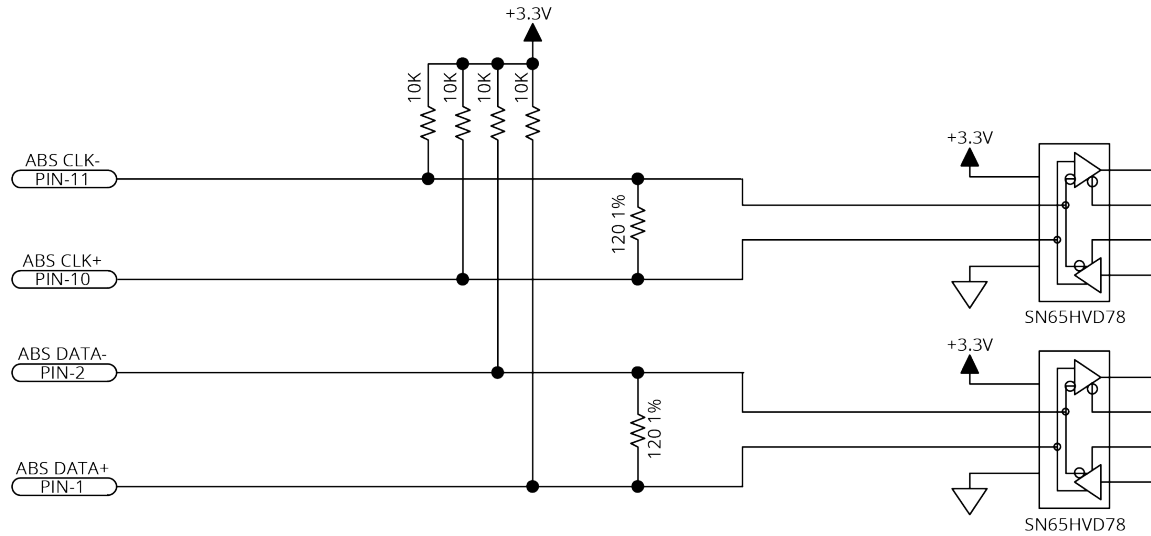 +3.3V
10K
10K
10K
10K
ABS CLK-
PIN-11
+3.3V
120 1%
ABS CLK+
PIN-10
SN65HVD78
ABS DATA-
PIN-2
+3.3V
120 1%
ABS DATA+
PIN-1
SN65HVD78